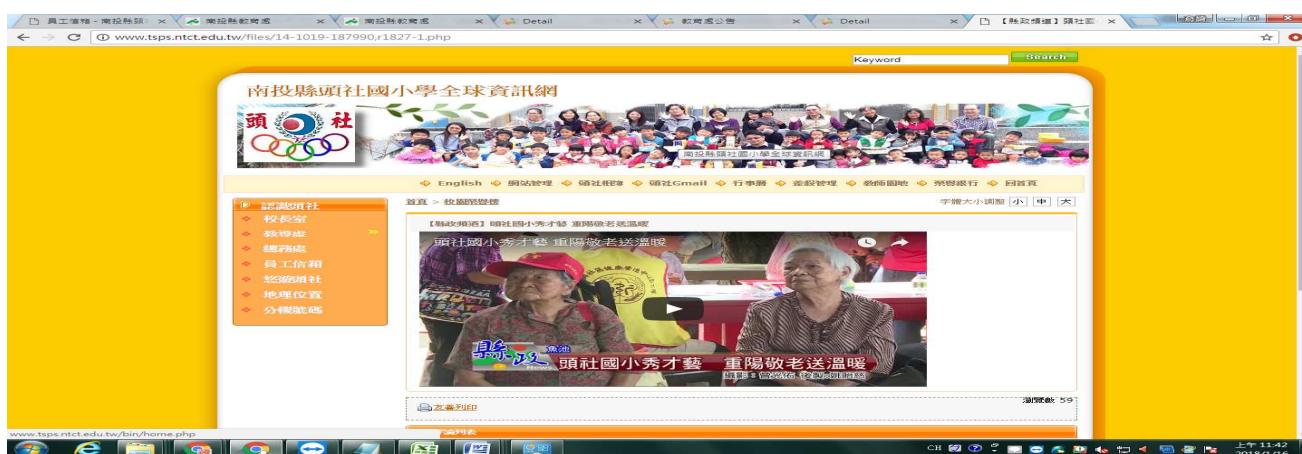 員工信箱 - 南投縣頭
南投縣教育處
南投縣教育處
Detail
教育處公告
Detail
【縣政頻道】頭社國
www.tsps.ntct.edu.tw/files/14-1019-187990,r1827-1.php
Keyword
Search
南投縣頭社國小學全球資訊網
頭 社
南投縣頭社國小學全球資訊網
English 網站管理 頭社相簿 頭社Gmail 行事曆 差假管理 教師園地 榮譽銀行 回首頁
認識頭社
首頁 > 校園榮譽榜
字體大小調整 小 中 大
校長室
教導處
總務處
員工信箱
悠遊頭社
地理位置
分機號碼
【縣政頻道】頭社國小秀才藝 重陽敬老送溫暖
頭社國小秀才藝 重陽敬老送溫暖
縣政 News
魚池
頭社國小秀才藝 重陽敬老送溫暖
友善列印
瀏覽數 59
www.tsps.ntct.edu.tw/bin/home.php
CH
上午 11:42
2018/1/16